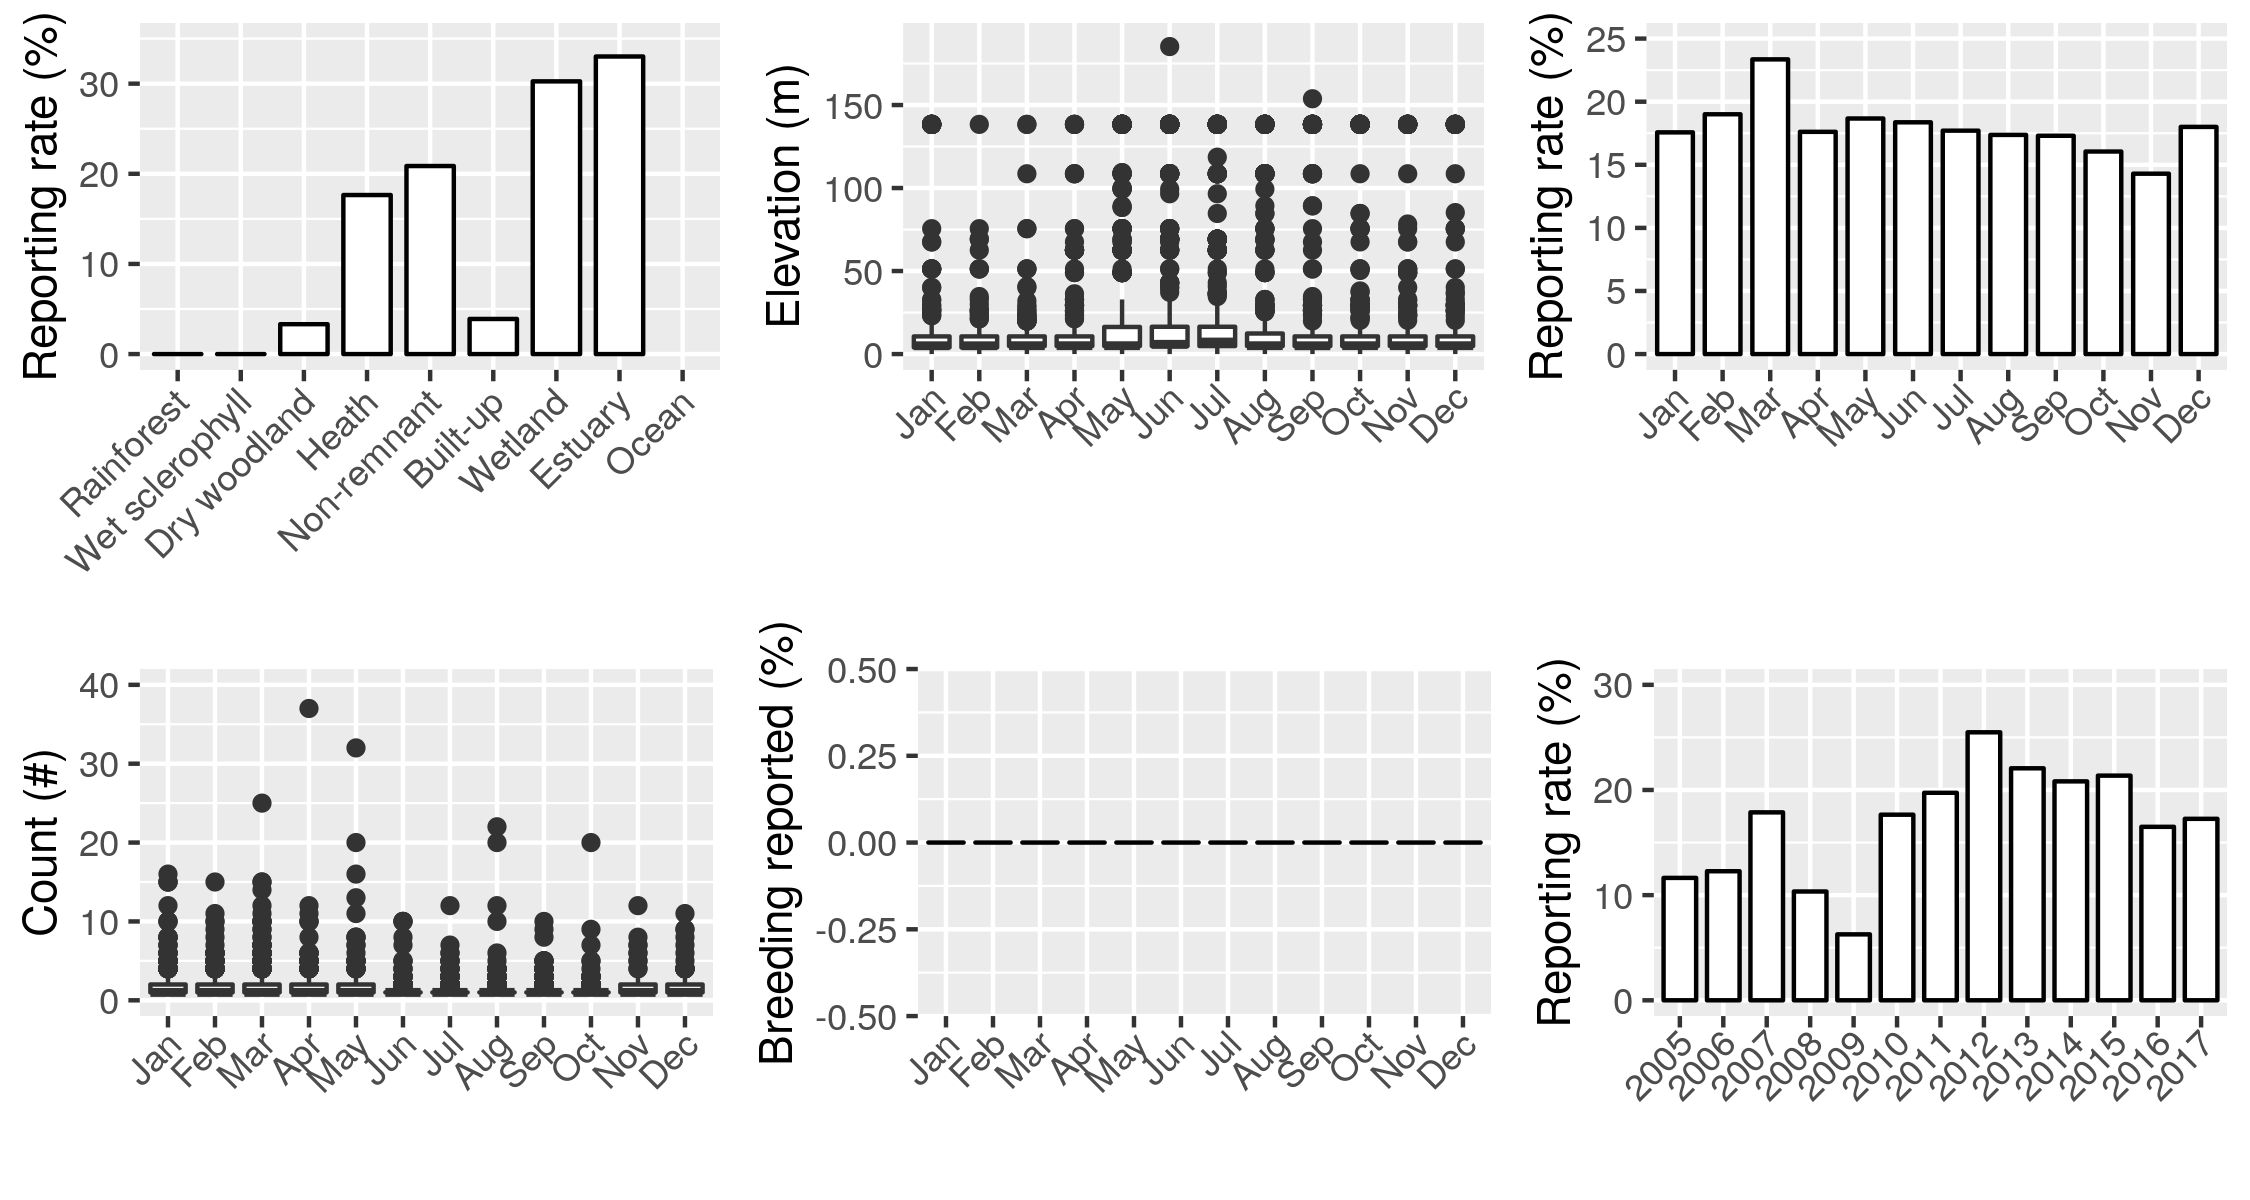 Reporting rate (%)
30
20
10
0
Rainforest
Wet sclerophyll
Dry woodland
Heath
Non-remnant
Built-up
Wetland
Estuary
Ocean
Elevation (m)
150
100
50
0
Jan
Feb
Mar
Apr
May
Jun
Jul
Aug
Sep
Oct
Nov
Dec
Reporting rate (%)
25
20
15
10
5
0
Jan
Feb
Mar
Apr
May
Jun
Jul
Aug
Sep
Oct
Nov
Dec
Count (#)
40
30
20
10
0
Jan
Feb
Mar
Apr
May
Jun
Jul
Aug
Sep
Oct
Nov
Dec
Breeding reported (%)
0.50
0.25
0.00
-0.25
-0.50
Jan
Feb
Mar
Apr
May
Jun
Jul
Aug
Sep
Oct
Nov
Dec
Reporting rate (%)
30
20
10
0
2005
2006
2007
2008
2009
2010
2011
2012
2013
2014
2015
2016
2017